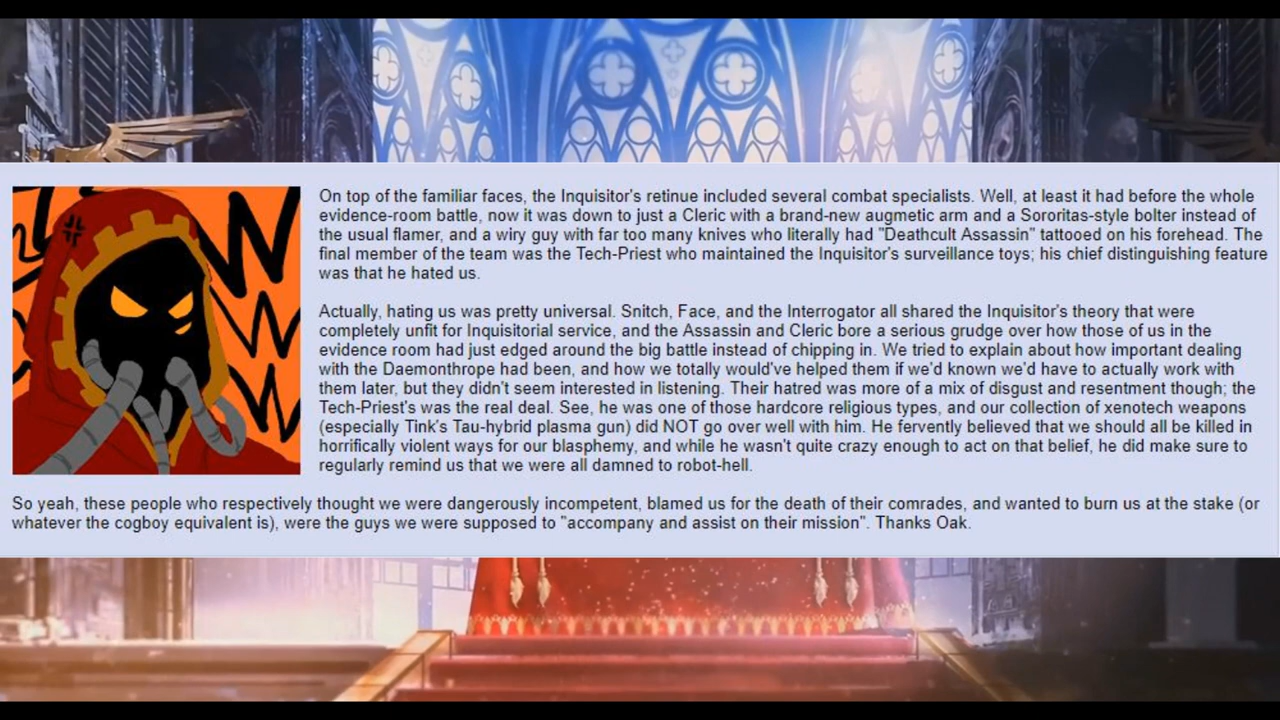 On top of the familiar faces, the Inquisitor's retinue included several combat specialists. Well, at least it had before the whole
evidence-room battle, now it was down to just a Cleric with a brand-new augmetic arm and a Sororitas-style bolter instead of
the usual flamer, and a wiry guy with far too many knives who literally had "Deathcult Assassin" tattooed on his forehead. The
final member of the team was the Tech-Priest who maintained the Inquisitor's surveillance toys; his chief distinguishing feature
was that he hated us.
Actually, hating us was pretty universal. Snitch, Face, and the Interrogator all shared the Inquisitor's theory that were
completely unfit for Inquisitorial service, and the Assassin and Cleric bore a serious grudge over how those of us in the
evidence room had just edged around the big battle instead of chipping in. We tried to explain about how important dealing
with the Daemonthrope had been, and how we totally would've helped them if we'd known we'd have to actually work with
them later, but they didn't seem interested in listening. Their hatred was more of a mix of disgust and resentment though; the
Tech-Priest's was the real deal. See, he was one of those hardcore religious types, and our collection of xenotech weapons
(especially Tink's Tau-hybrid plasma gun) did NOT go over well with him. He fervently believed that we should all be killed in
horrifically violent ways for our blasphemy, and while he wasn't quite crazy enough to act on that belief, he did make sure to
regularly remind us that we were all damned to robot-hell.
So yeah, these people who respectively thought we were dangerously incompetent, blamed us for the death of their comrades, and wanted to burn us at the stake (or
whatever the cogboy equivalent is), were the guys we were supposed to "accompany and assist on their mission". Thanks Oak.